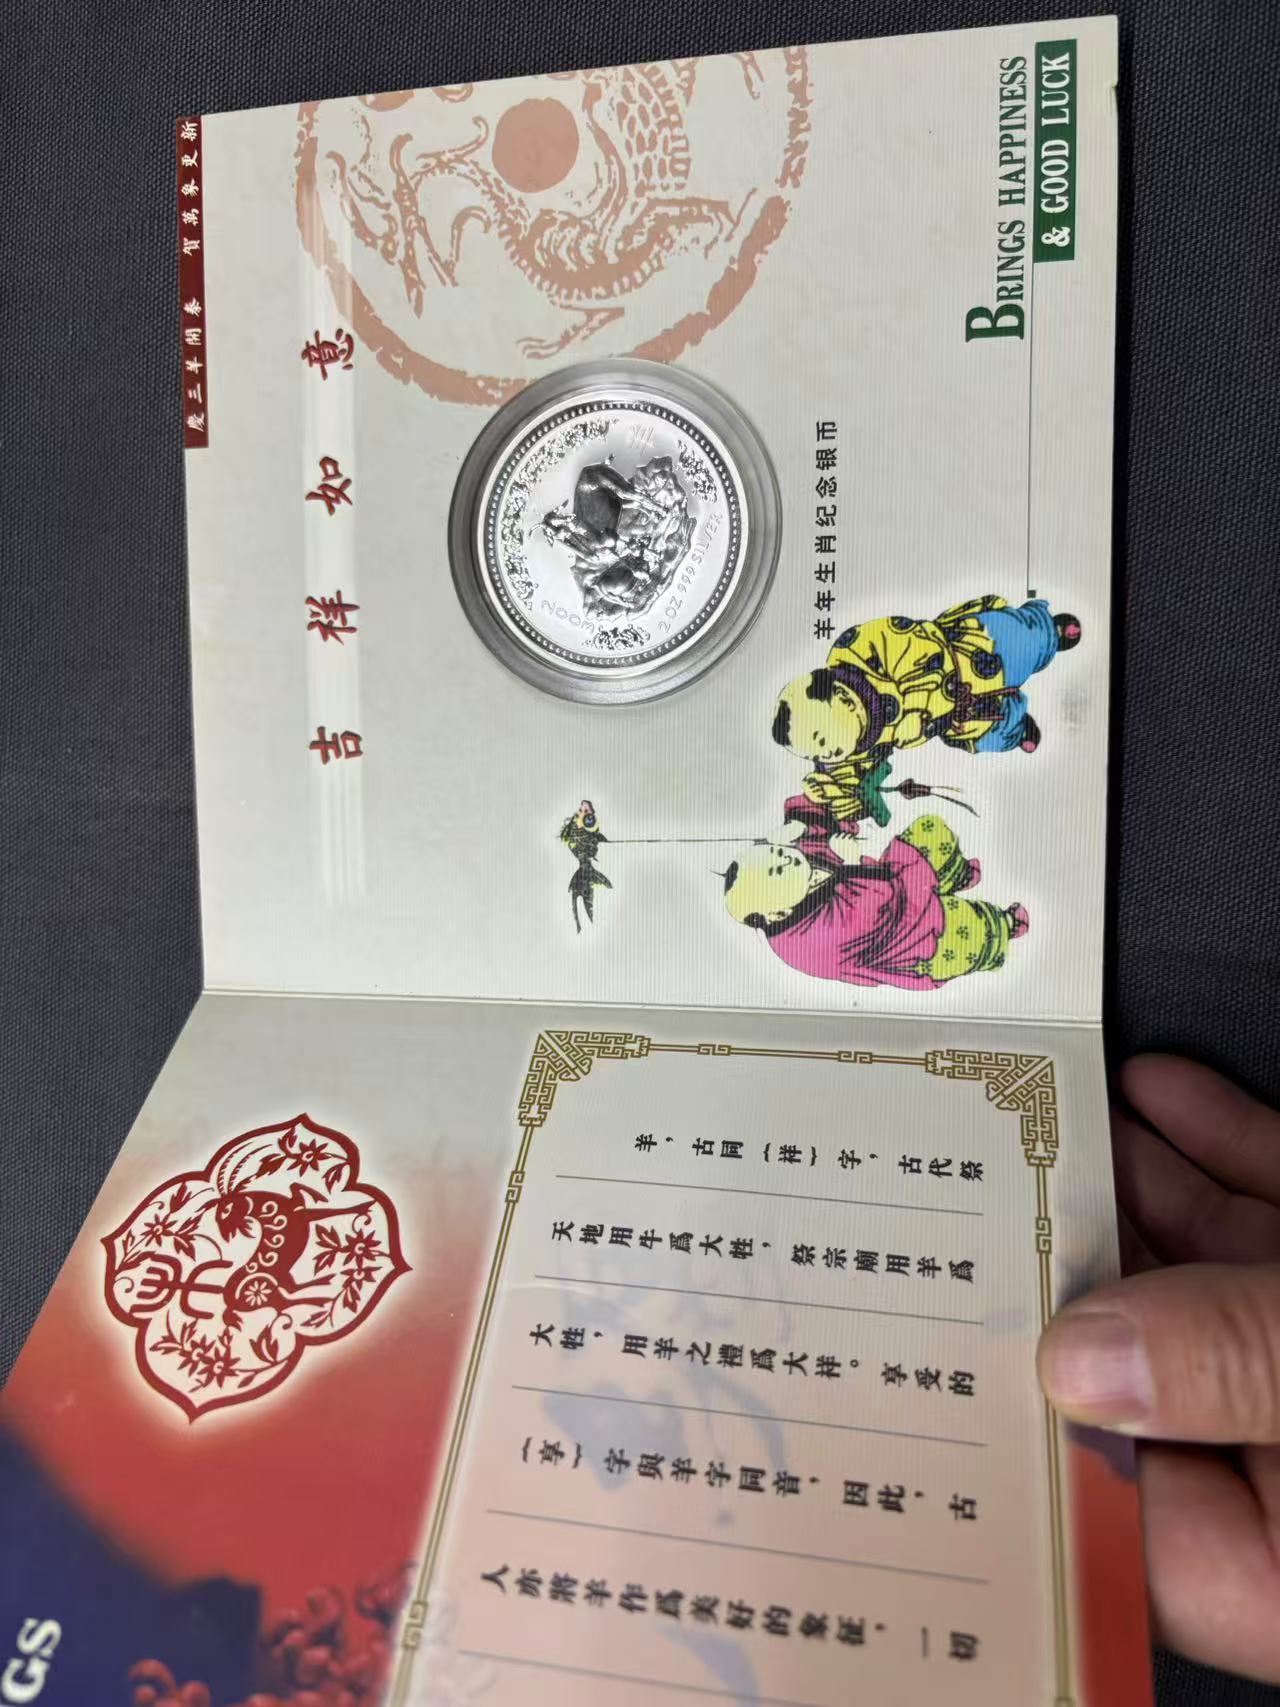 慶三羊開泰 賀萬象更新
吉祥如意
2003
羊
2 OZ 999 SILVER
羊年生肖纪念银币
BRINGS HAPPPINESS
& GOOD LUCK
羊，古同（祥）字，古代祭
天地用牛爲大牲，祭宗廟用羊爲
大牲，用羊之禮爲大祥。享受的
（享）字與羊字同音，因此，古
人亦將羊作爲美好的象征，一切
GS